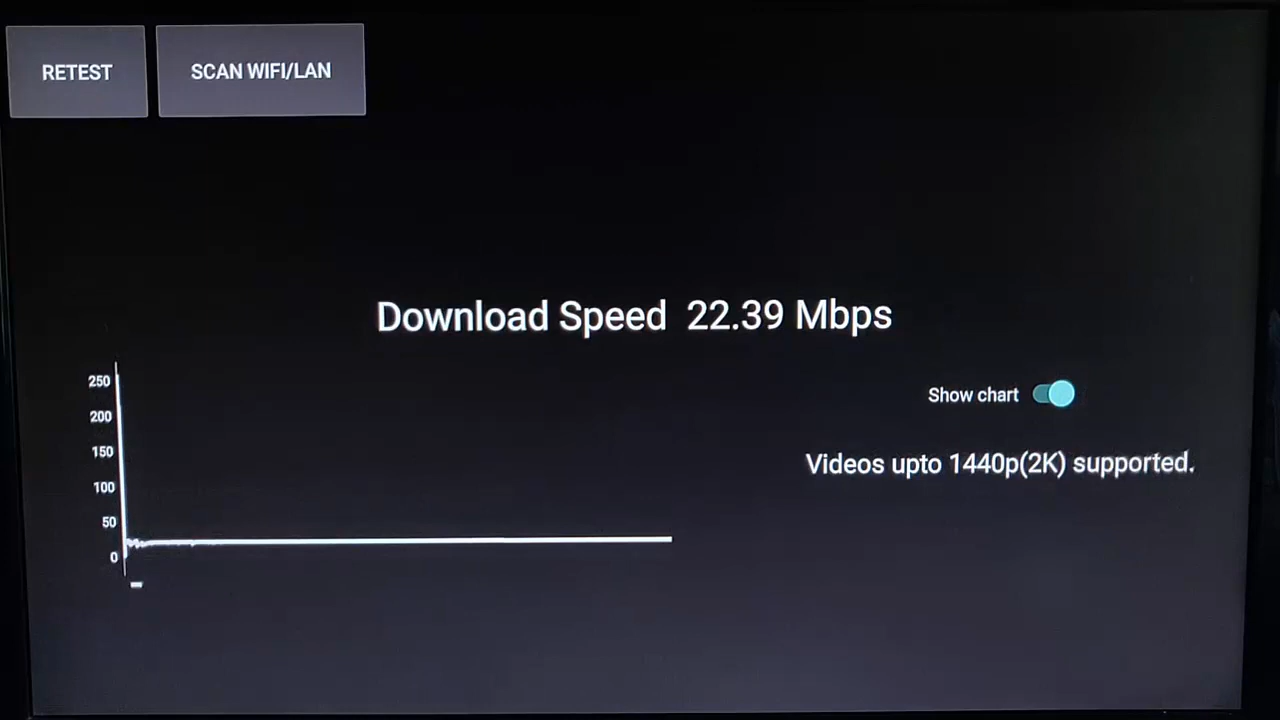 RETEST
SCAN WIFI/LAN
Download Speed 22.39 Mbps
Show chart
Videos upto 1440p(2K) supported.
250
200
150
100
50
0